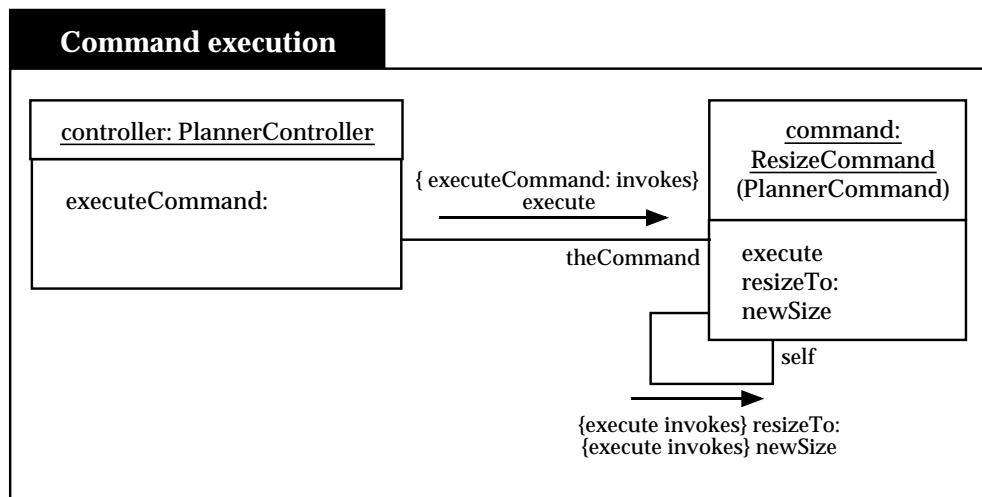 Command execution
controller: PlannerController
executeCommand:
{ executeCommand: invokes}
execute
theCommand
command:
ResizeCommand
(PlannerCommand)
execute
resizeTo:
newSize
self
{execute invokes} resizeTo:
{execute invokes} newSize